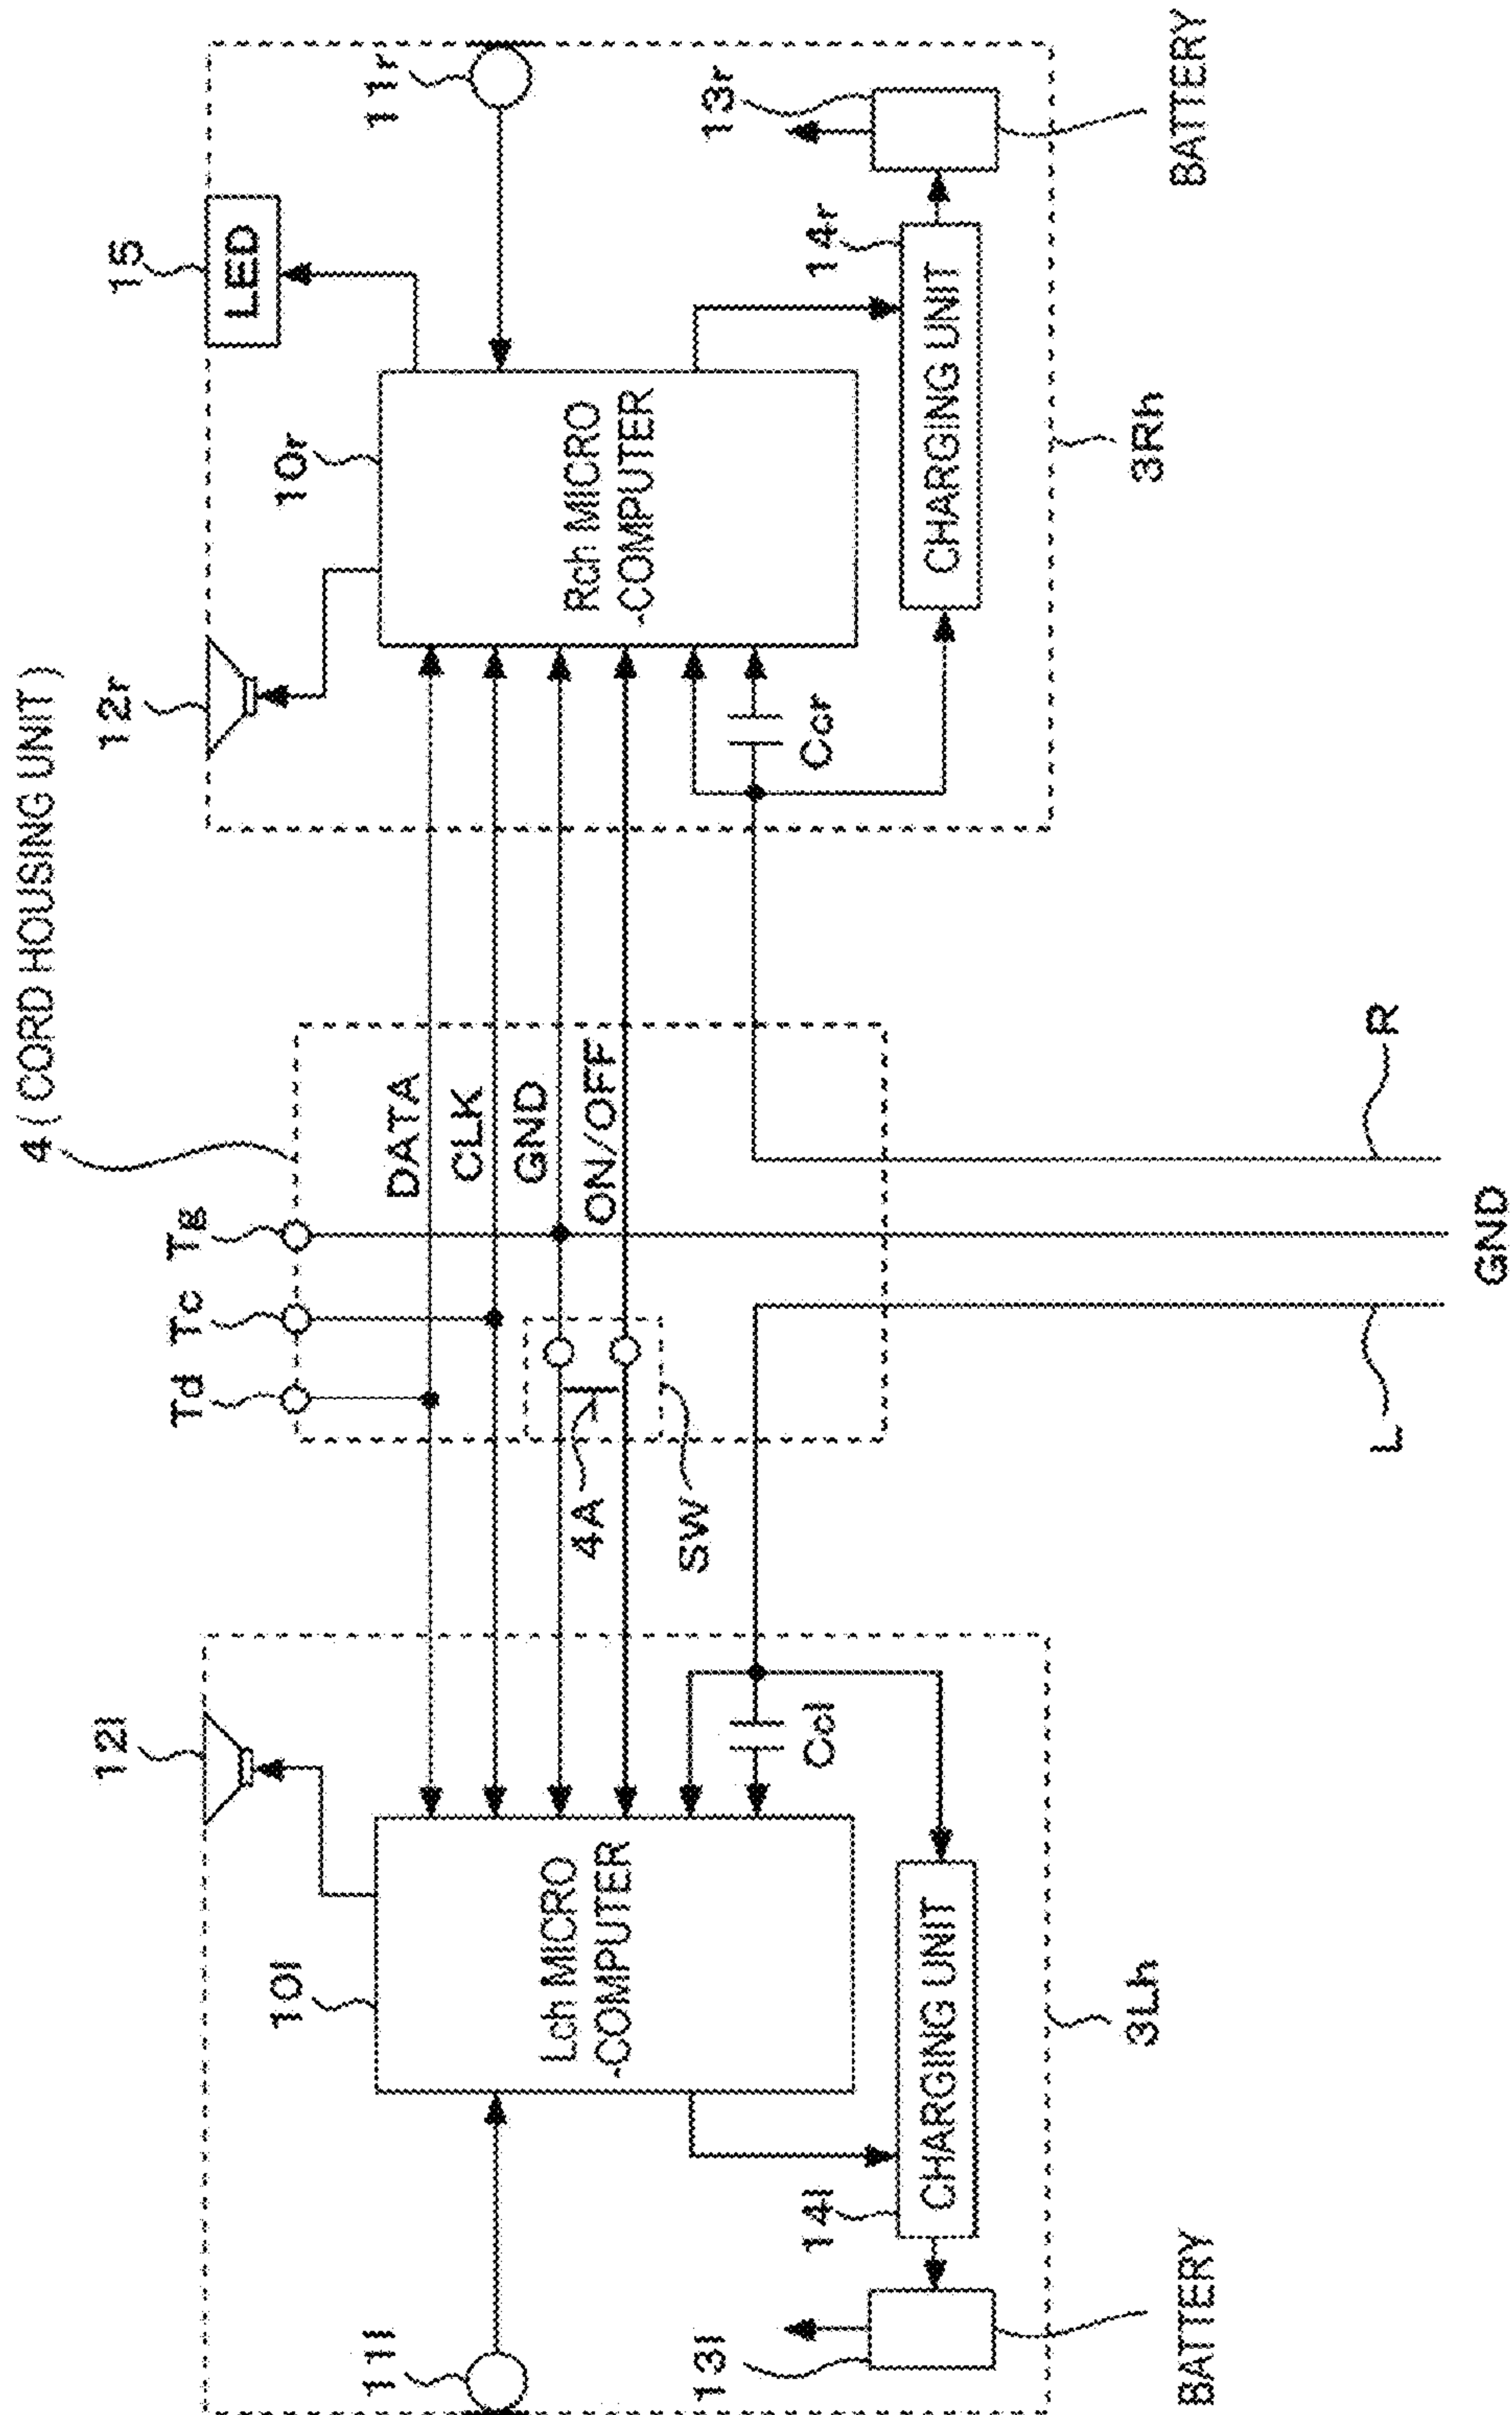 4 ( CORD HOUSING UNIT )
12l
Td
Tc
Tg
12r
15
LED
11l
10l
DATA
CLK
GND
ON/OFF
10r
11r
Lch MICRO
-COMPUTER
4A
SW
Rch MICRO
-COMPUTER
13l
14l
CHARGING UNIT
Ccl
Ccr
CHARGING UNIT
14r
13r
BATTERY
3Lh
L
GND
R
3Rh
BATTERY